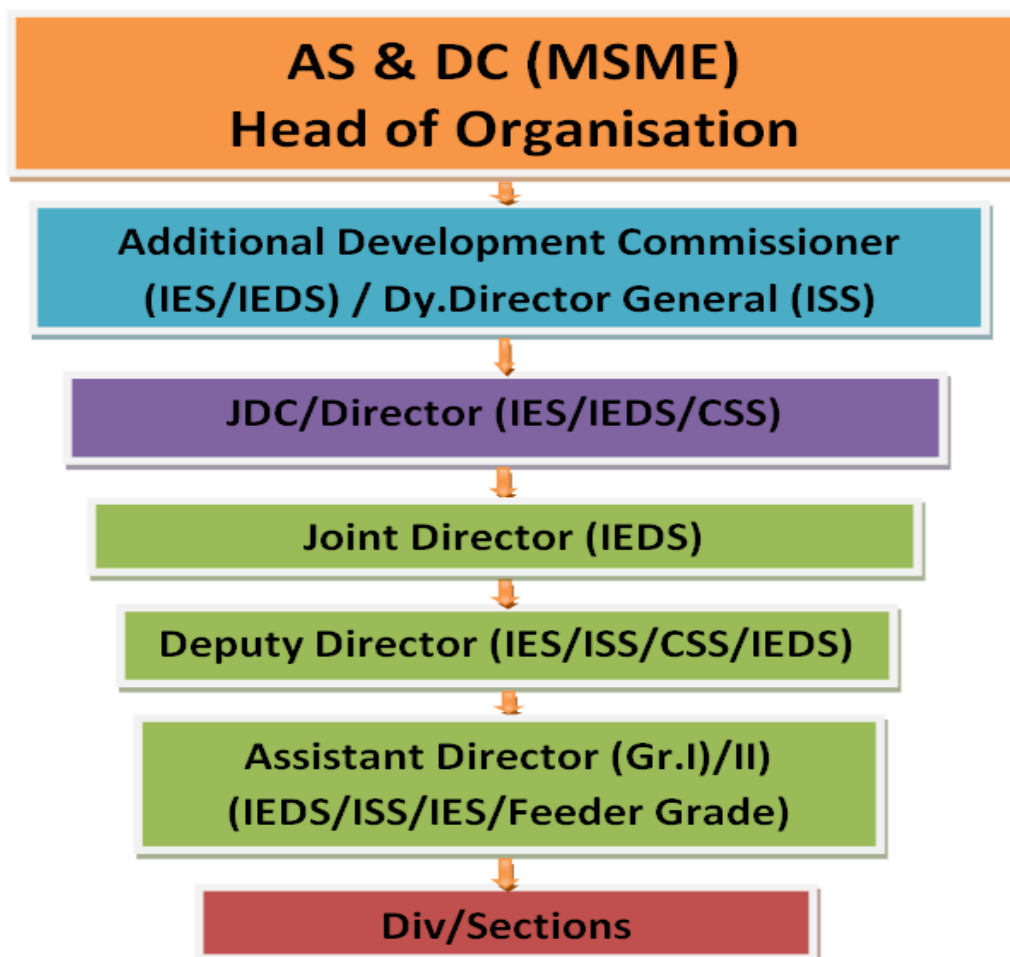 AS & DC (MSME)
Head of Organisation
Additional Development Commissioner
(IES/IEDS) / Dy.Director General (ISS)
JDC/Director (IES/IEDS/CSS)
Joint Director (IEDS)
Deputy Director (IES/ISS/CSS/IEDS)
Assistant Director (Gr.I)/II)
(IEDS/ISS/IES/Feeder Grade)
Div/Sections